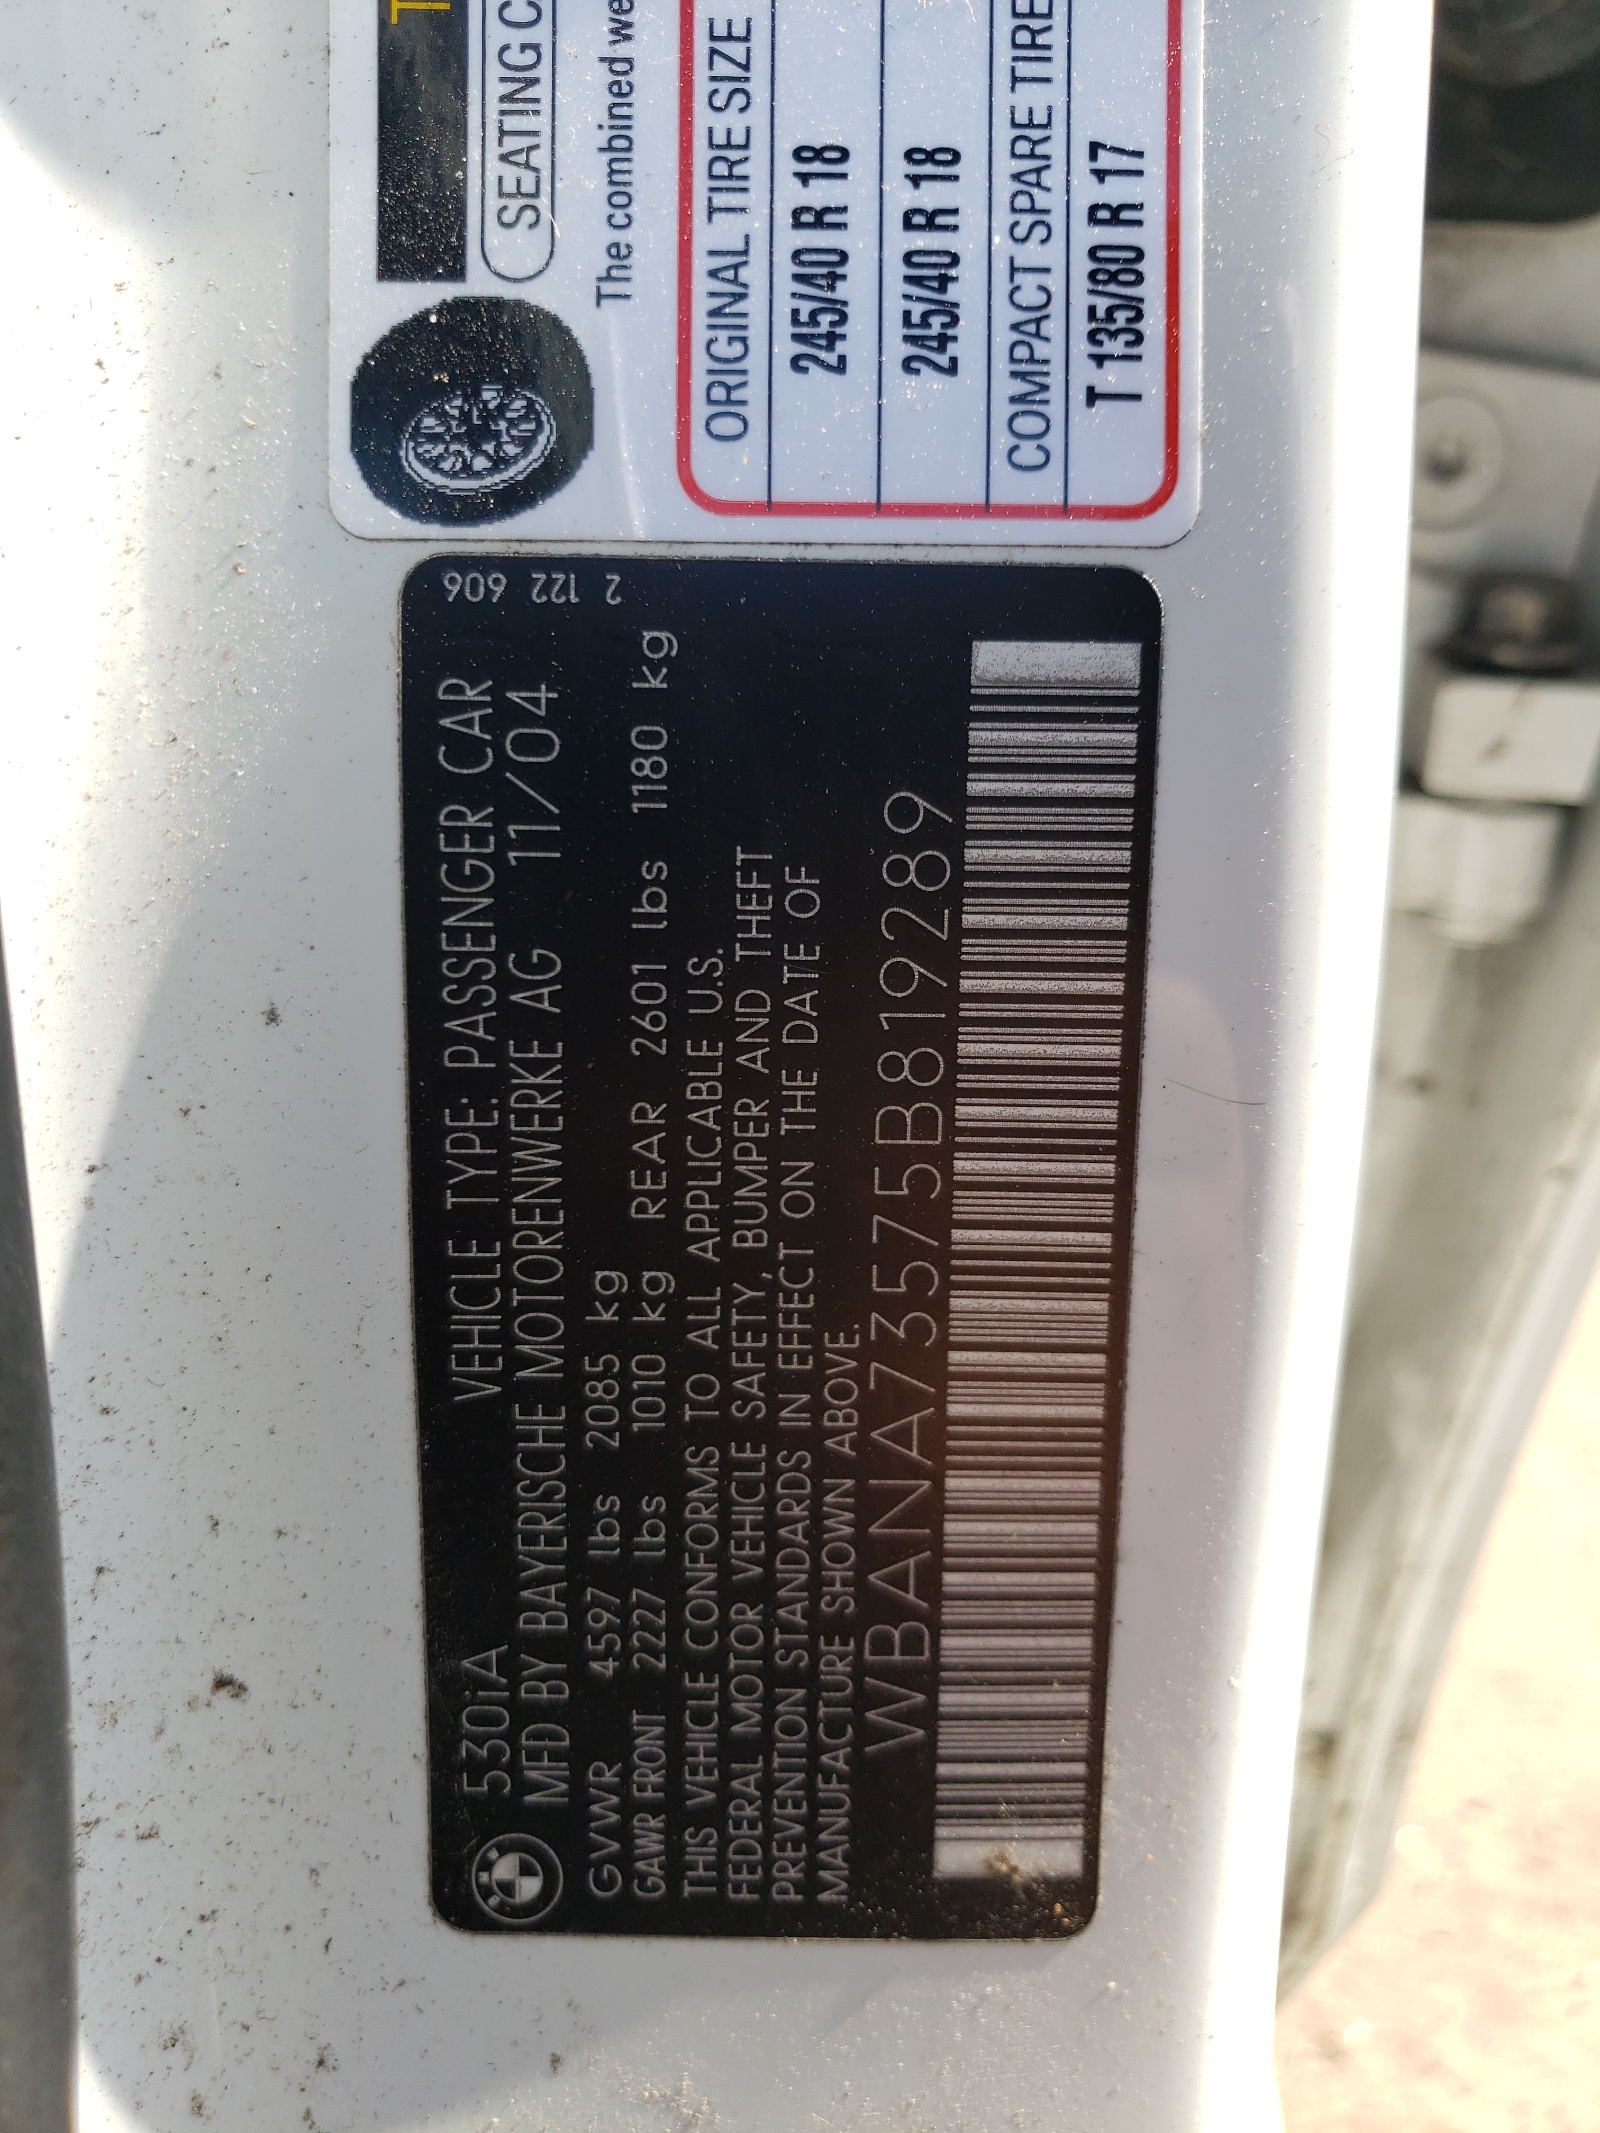 530iA VEHICLE TYPE: PASSENGER CAR
MFD BY BAYERISCHE MOTORENWERKE AG 11/04
GVWR 4597 lbs 2085 kg
GAWR FRONT 2227 lbs 1010 kg REAR 2601 lbs 1180 kg
THIS VEHICLE CONFORMS TO ALL APPLICABLE U.S.
FEDERAL MOTOR VEHICLE SAFETY, BUMPER AND THEFT
PREVENTION STANDARDS IN EFFECT ON THE DATE OF
MANUFACTURE SHOWN ABOVE.
WBANA73575B819289
2 122 606
T
SEATING C
The combined we
ORIGINAL TIRE SIZE
245/40 R 18
245/40 R 18
COMPACT SPARE TIRE
T 135/80 R 17